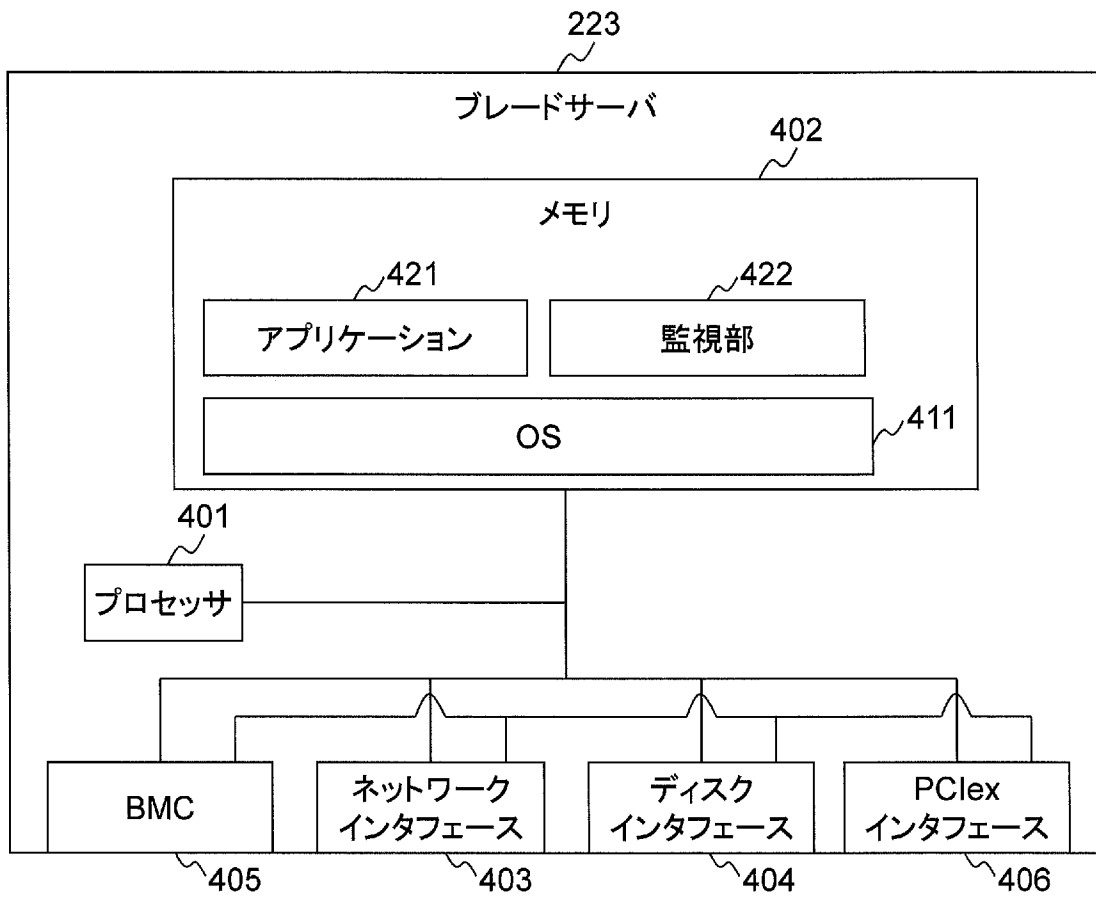 223
ブレードサーバ
402
メモリ
421
422
アプリケーション
監視部
OS
411
401
プロセッサ
BMC
ネットワーク
インタフェース
ディスク
インタフェース
PCIex
インタフェース
405
403
404
406